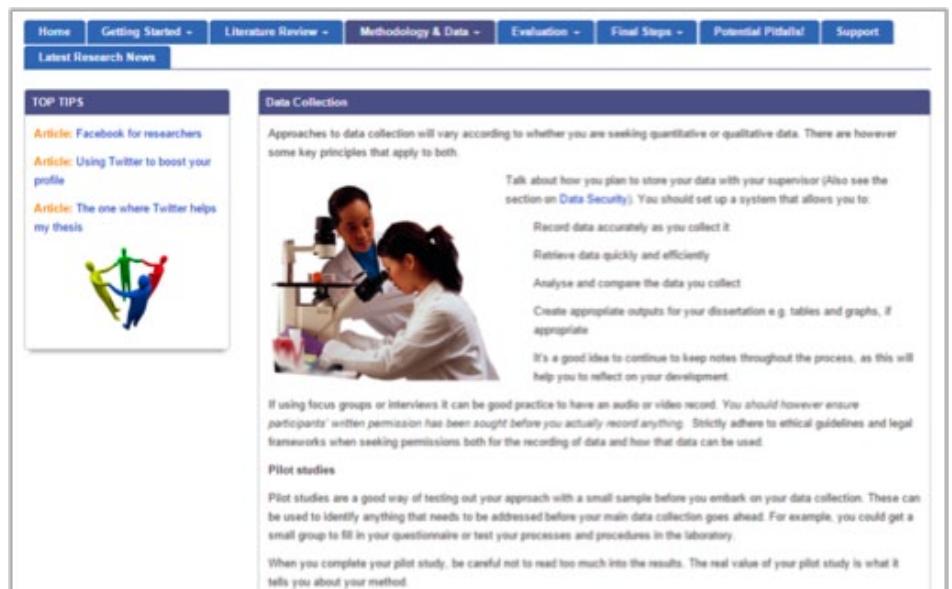 Home Getting Started Literature Review Methodology & Data Evaluation Final Steps Potential Pitfalls! Support
Latest Research News
TOP TIPS
Article: Facebook for researchers
Article: Using Twitter to boost your
profile
Article: The one where Twitter helps
my thesis
Data Collection
Approaches to data collection will vary according to whether you are seeking quantitative or qualitative data. There are however
some key principles that apply to both.
Talk about how you plan to store your data with your supervisor (Also see the
section on Data Security). You should set up a system that allows you to:
Record data accurately as you collect it
Retrieve data quickly and efficiently
Analyse and compare the data you collect
Create appropriate outputs for your dissertation e.g. tables and graphs, if
appropriate
It's a good idea to continue to keep notes throughout the process, as this will
help you to reflect on your development.
If using focus groups or interviews it can be good practice to have an audio or video record. You should however ensure
participants' written permission has been sought before you actually record anything. Strictly adhere to ethical guidelines and legal
frameworks when seeking permissions both for the recording of data and how that data can be used.
Pilot studies
Pilot studies are a good way of testing out your approach with a small sample before you embark on your data collection. These can
be used to identify anything that needs to be addressed before your main data collection goes ahead. For example, you could get a
small group to fill in your questionnaire or test your processes and procedures in the laboratory.
When you complete your pilot study, be careful not to read too much into the results. The real value of your pilot study is what it
tells you about your method.